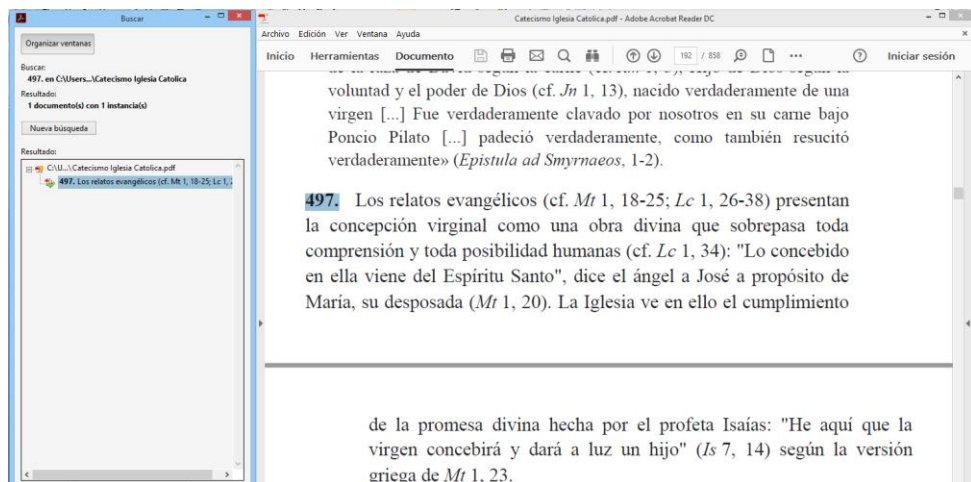 Buscar
Organizar ventanas
Buscar:
497. en C:\Users...\Catecismo Iglesia Catolica
Resultado:
1 documento(s) con 1 instancia(s)
Nueva búsqueda
Resultado:
C:\U...\Catecismo Iglesia Catolica.pdf
497. Los relatos evangélicos (cf. Mt 1, 18-25; Lc 1, 2
Catecismo Iglesia Catolica.pdf - Adobe Acrobat Reader DC
Archivo Edición Ver Ventana Ayuda
Inicio Herramientas Documento 192 / 858 Iniciar sesión
voluntad y el poder de Dios (cf. Jn 1, 13), nacido verdaderamente de una
virgen [...] Fue verdaderamente clavado por nosotros en su carne bajo
Poncio Pilato [...] padeció verdaderamente, como también resucitó
verdaderamente» (Epistula ad Smyrnaeos, 1-2).
497. Los relatos evangélicos (cf. Mt 1, 18-25; Lc 1, 26-38) presentan
la concepción virginal como una obra divina que sobrepasa toda
comprensión y toda posibilidad humanas (cf. Lc 1, 34): "Lo concebido
en ella viene del Espíritu Santo", dice el ángel a José a propósito de
María, su desposada (Mt 1, 20). La Iglesia ve en ello el cumplimiento
de la promesa divina hecha por el profeta Isaías: "He aquí que la
virgen concebirá y dará a luz un hijo" (Is 7, 14) según la versión
griega de Mt 1, 23.